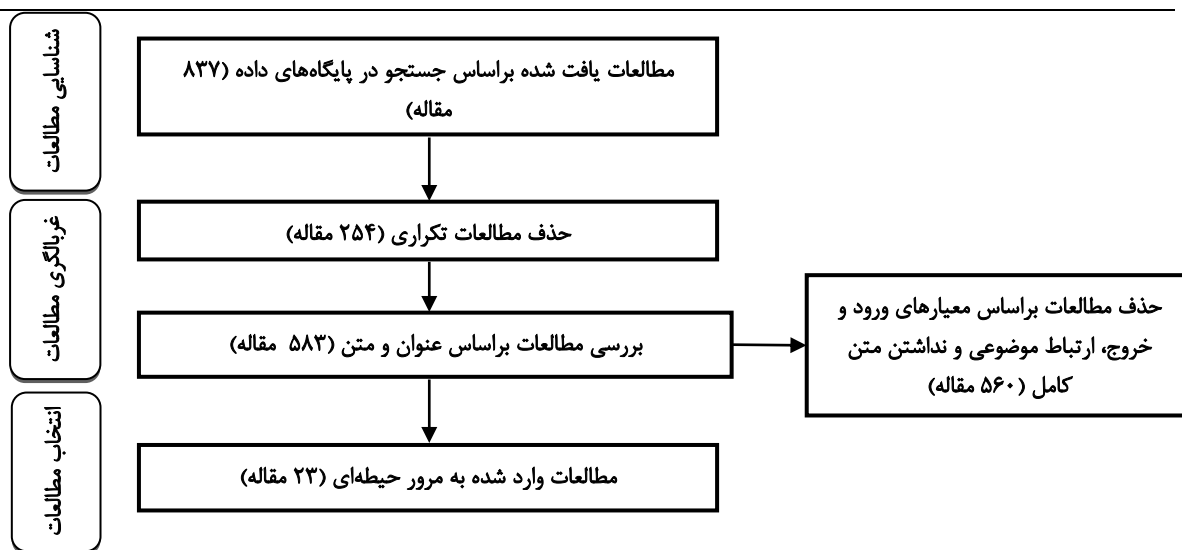 شناسایی مطالعات
مطالعات یافت شده براساس جستجو در پایگاه‌های داده (۸۳۷
مقاله)
غربالگری مطالعات
حذف مطالعات تکراری (۲۵۴ مقاله)
بررسی مطالعات براساس عنوان و متن (۵۸۳ مقاله)
حذف مطالعات براساس معیارهای ورود و
خروج، ارتباط موضوعی و نداشتن متن
کامل (۵۶۰ مقاله)
انتخاب مطالعات
مطالعات وارد شده به مرور حیطه‌ای (۲۳ مقاله)